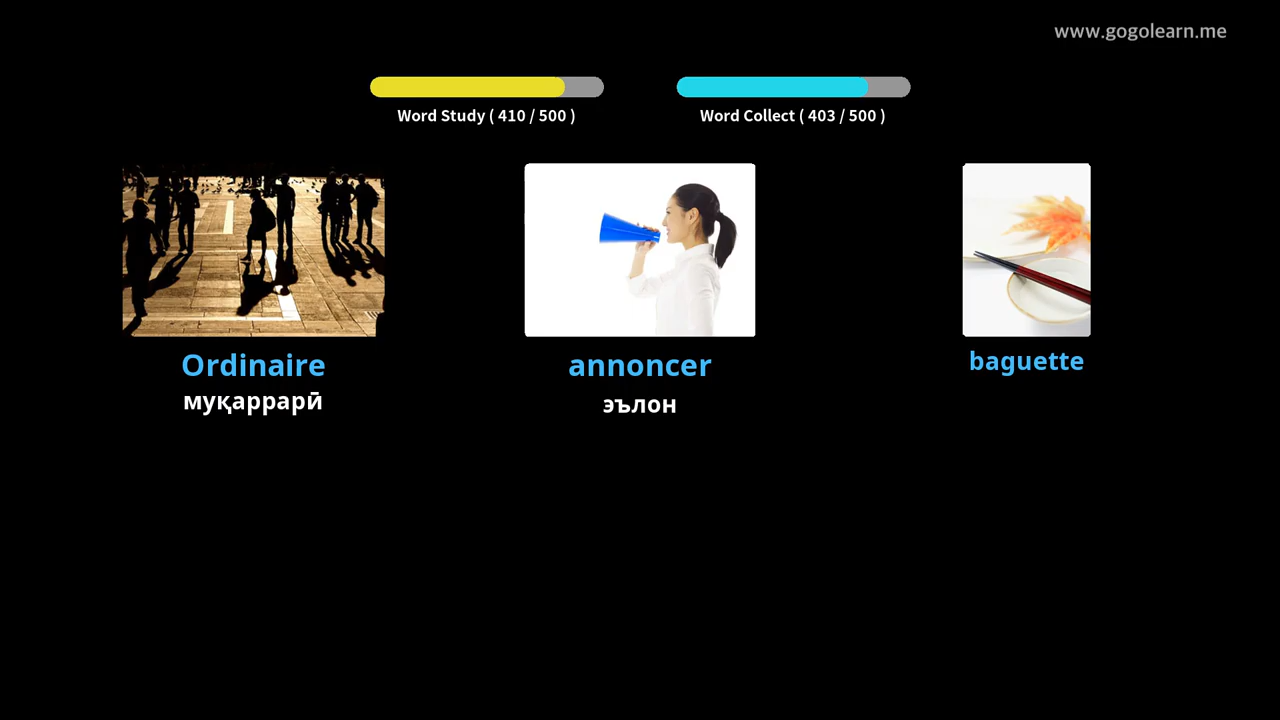 www.gogolearn.me
Word Study ( 410 / 500 )
Word Collect ( 403 / 500 )
Ordinaire
муқаррарӣ
annoncer
эълон
baguette